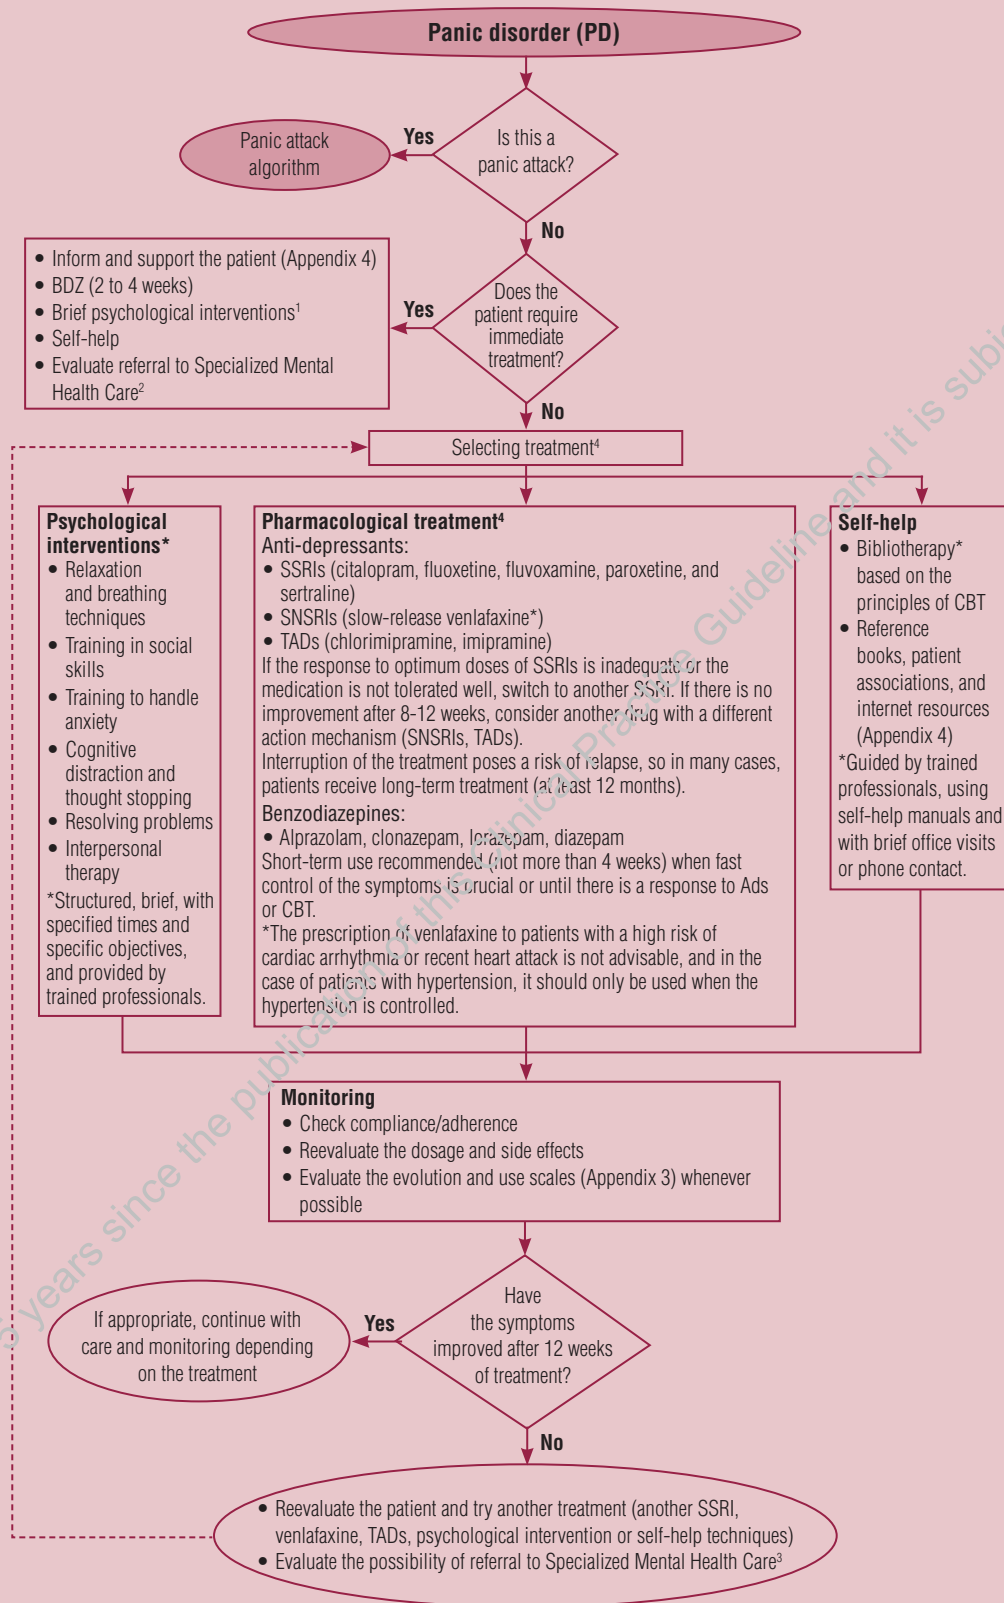 Panic disorder (PD)
Is this a
panic attack?
Yes
Panic attack
algorithm
No
Does the
patient require
immediate
treatment?
Yes
• Inform and support the patient (Appendix 4)
• BDZ (2 to 4 weeks)
• Brief psychological interventions¹
• Self-help
• Evaluate referral to Specialized Mental
Health Care²
No
Selecting treatment⁴
Psychological
interventions*
• Relaxation
and breathing
techniques
• Training in social
skills
• Training to handle
anxiety
• Cognitive
distraction and
thought stopping
• Resolving problems
• Interpersonal
therapy
*Structured, brief, with
specified times and
specific objectives,
and provided by
trained professionals.
Pharmacological treatment⁴
Anti-depressants:
• SSRIs (citalopram, fluoxetine, fluvoxamine, paroxetine, and
sertraline)
• SNSRIs (slow-release venlafaxine*)
• TADs (chlorimipramine, imipramine)
If the response to optimum doses of SSRIs is inadequate or the
medication is not tolerated well, switch to another SSRI. If there is no
improvement after 8-12 weeks, consider another drug with a different
action mechanism (SNSRIs, TADs).
Interruption of the treatment poses a risk of relapse, so in many cases,
patients receive long-term treatment (at least 12 months).
Benzodiazepines:
• Alprazolam, clonazepam, lorazepam, diazepam
Short-term use recommended (not more than 4 weeks) when fast
control of the symptoms is crucial or until there is a response to Ads
or CBT.
*The prescription of venlafaxine to patients with a high risk of
cardiac arrhythmia or recent heart attack is not advisable, and in the
case of patients with hypertension, it should only be used when the
hypertension is controlled.
Self-help
• Bibliotherapy*
based on the
principles of CBT
• Reference
books, patient
associations, and
internet resources
(Appendix 4)
*Guided by trained
professionals, using
self-help manuals and
with brief office visits
or phone contact.
Monitoring
• Check compliance/adherence
• Reevaluate the dosage and side effects
• Evaluate the evolution and use scales (Appendix 3) whenever
possible
Have
the symptoms
improved after 12 weeks
of treatment?
Yes
If appropriate, continue with
care and monitoring depending
on the treatment
No
• Reevaluate the patient and try another treatment (another SSRI,
venlafaxine, TADs, psychological intervention or self-help techniques)
• Evaluate the possibility of referral to Specialized Mental Health Care³
5 years since the publication of this Clinical Practice Guideline and it is